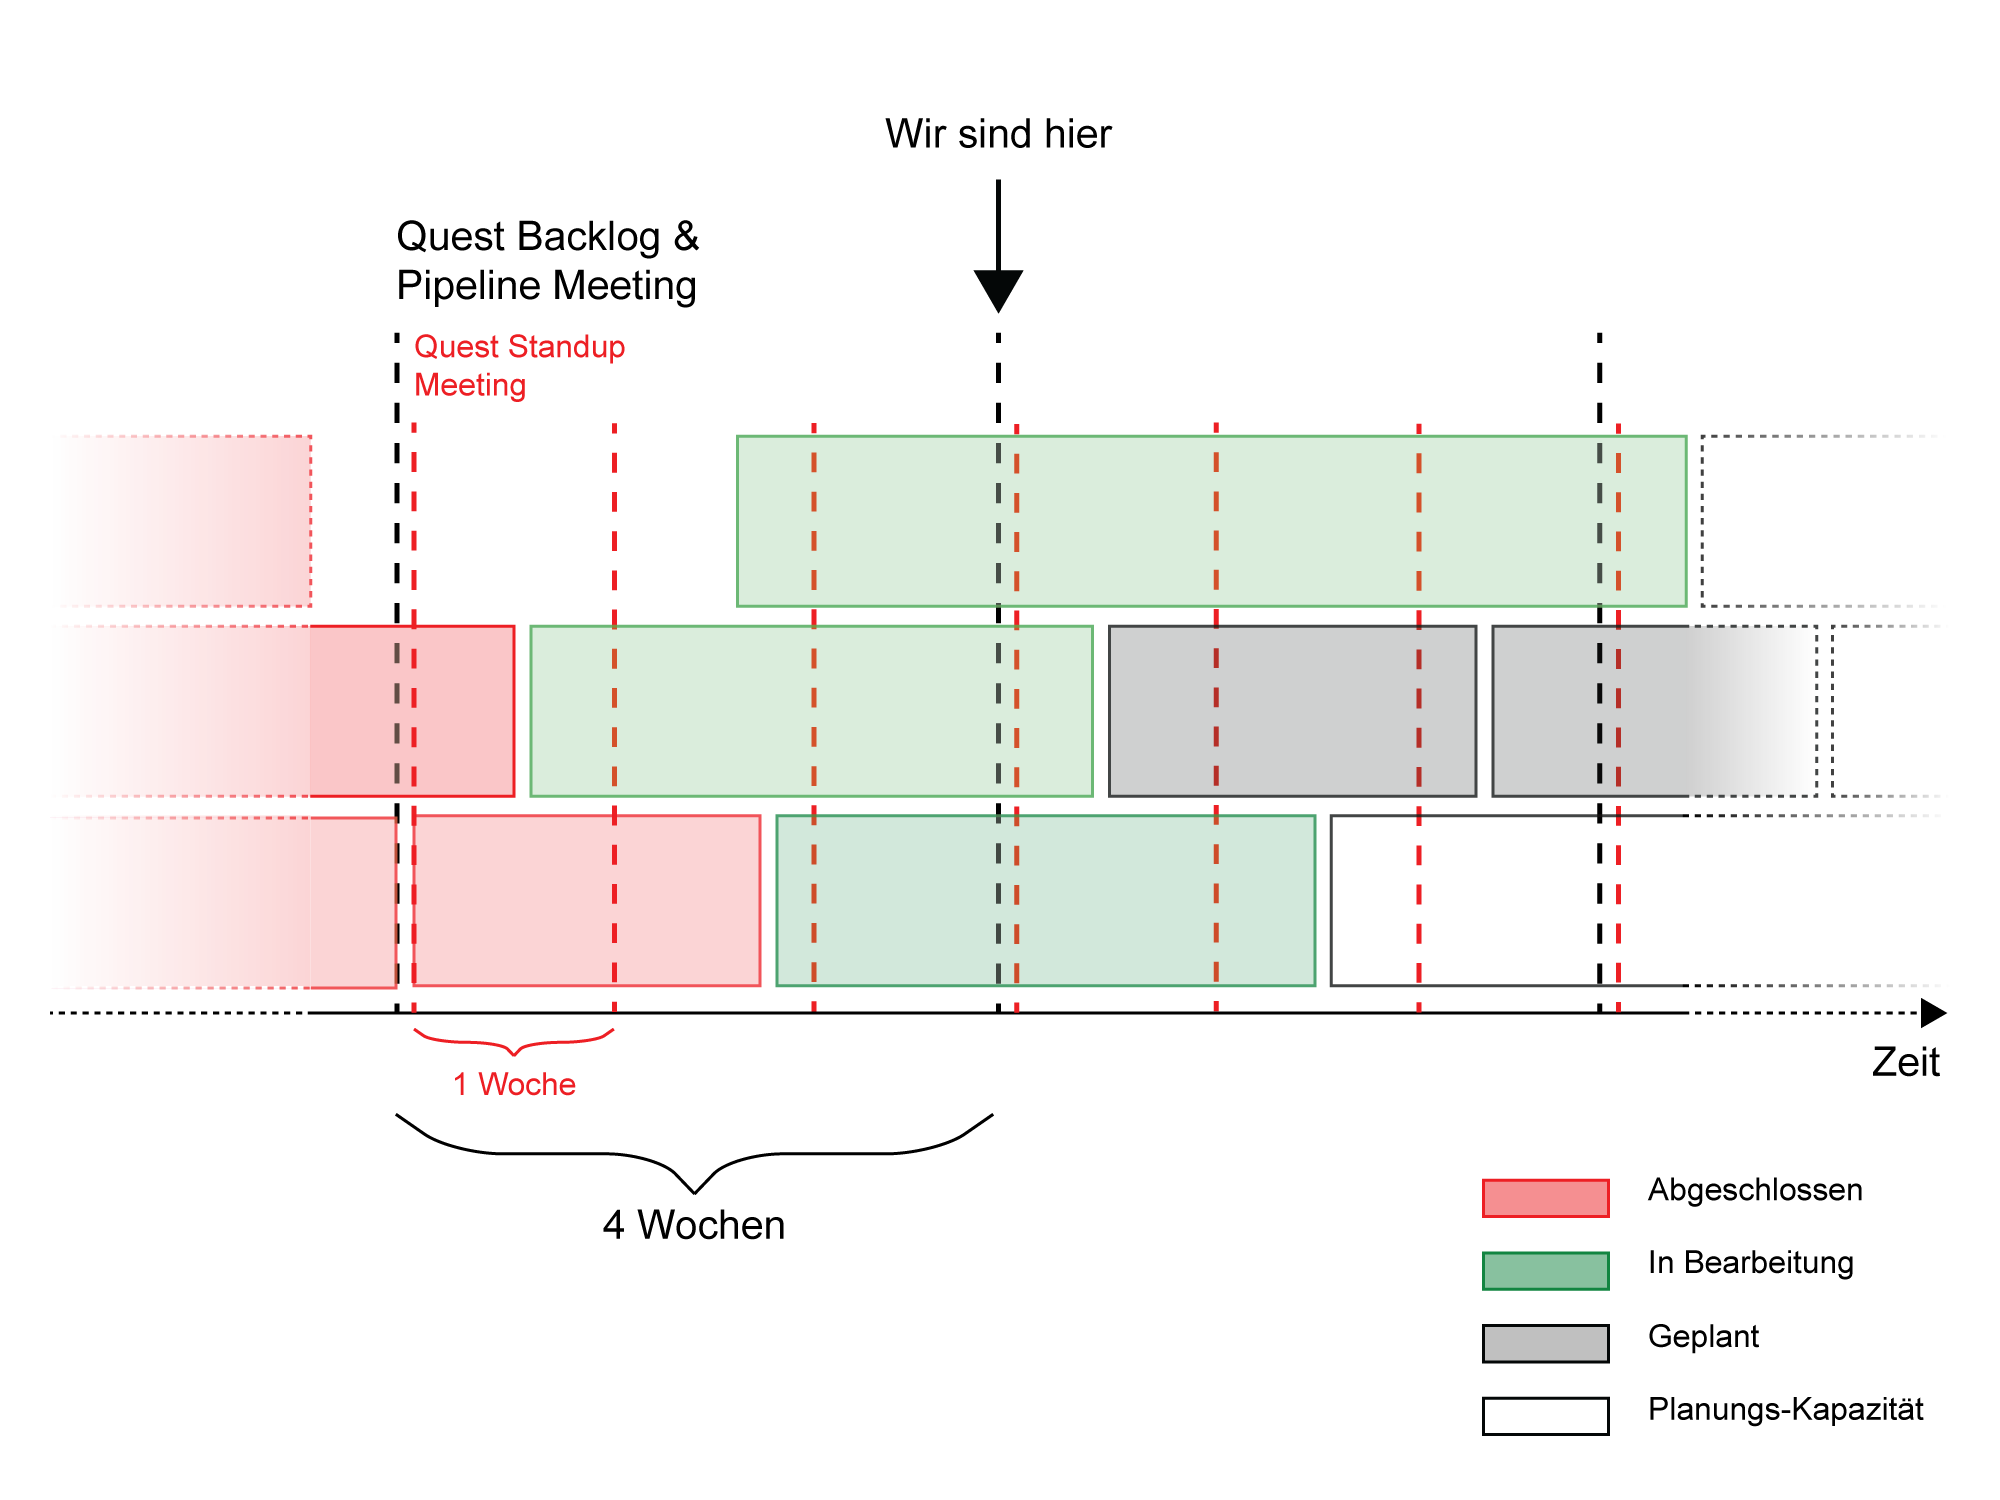 Wir sind hier
Quest Backlog &
Pipeline Meeting
Quest Standup
Meeting
Zeit
1 Woche
4 Wochen
Abgeschlossen
In Bearbeitung
Geplant
Planungs-Kapazität